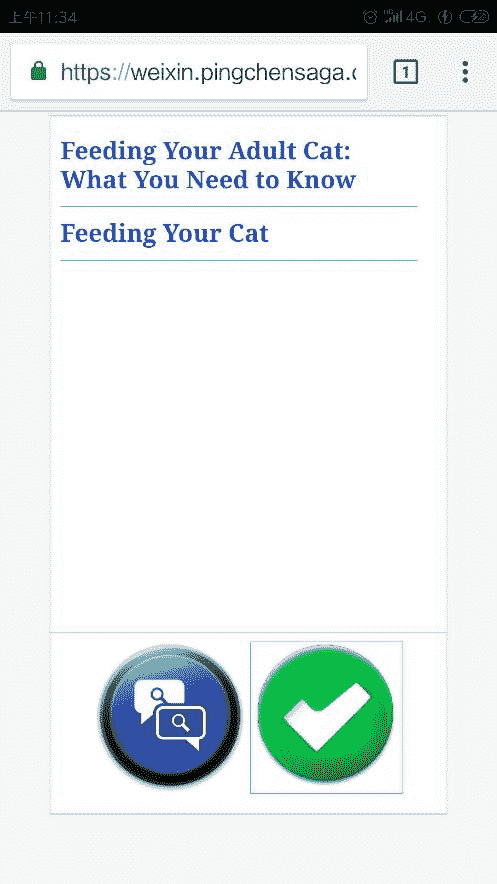 上午11:34
4G
https://weixin.pingchensaga.
1
Feeding Your Adult Cat:
What You Need to Know
Feeding Your Cat